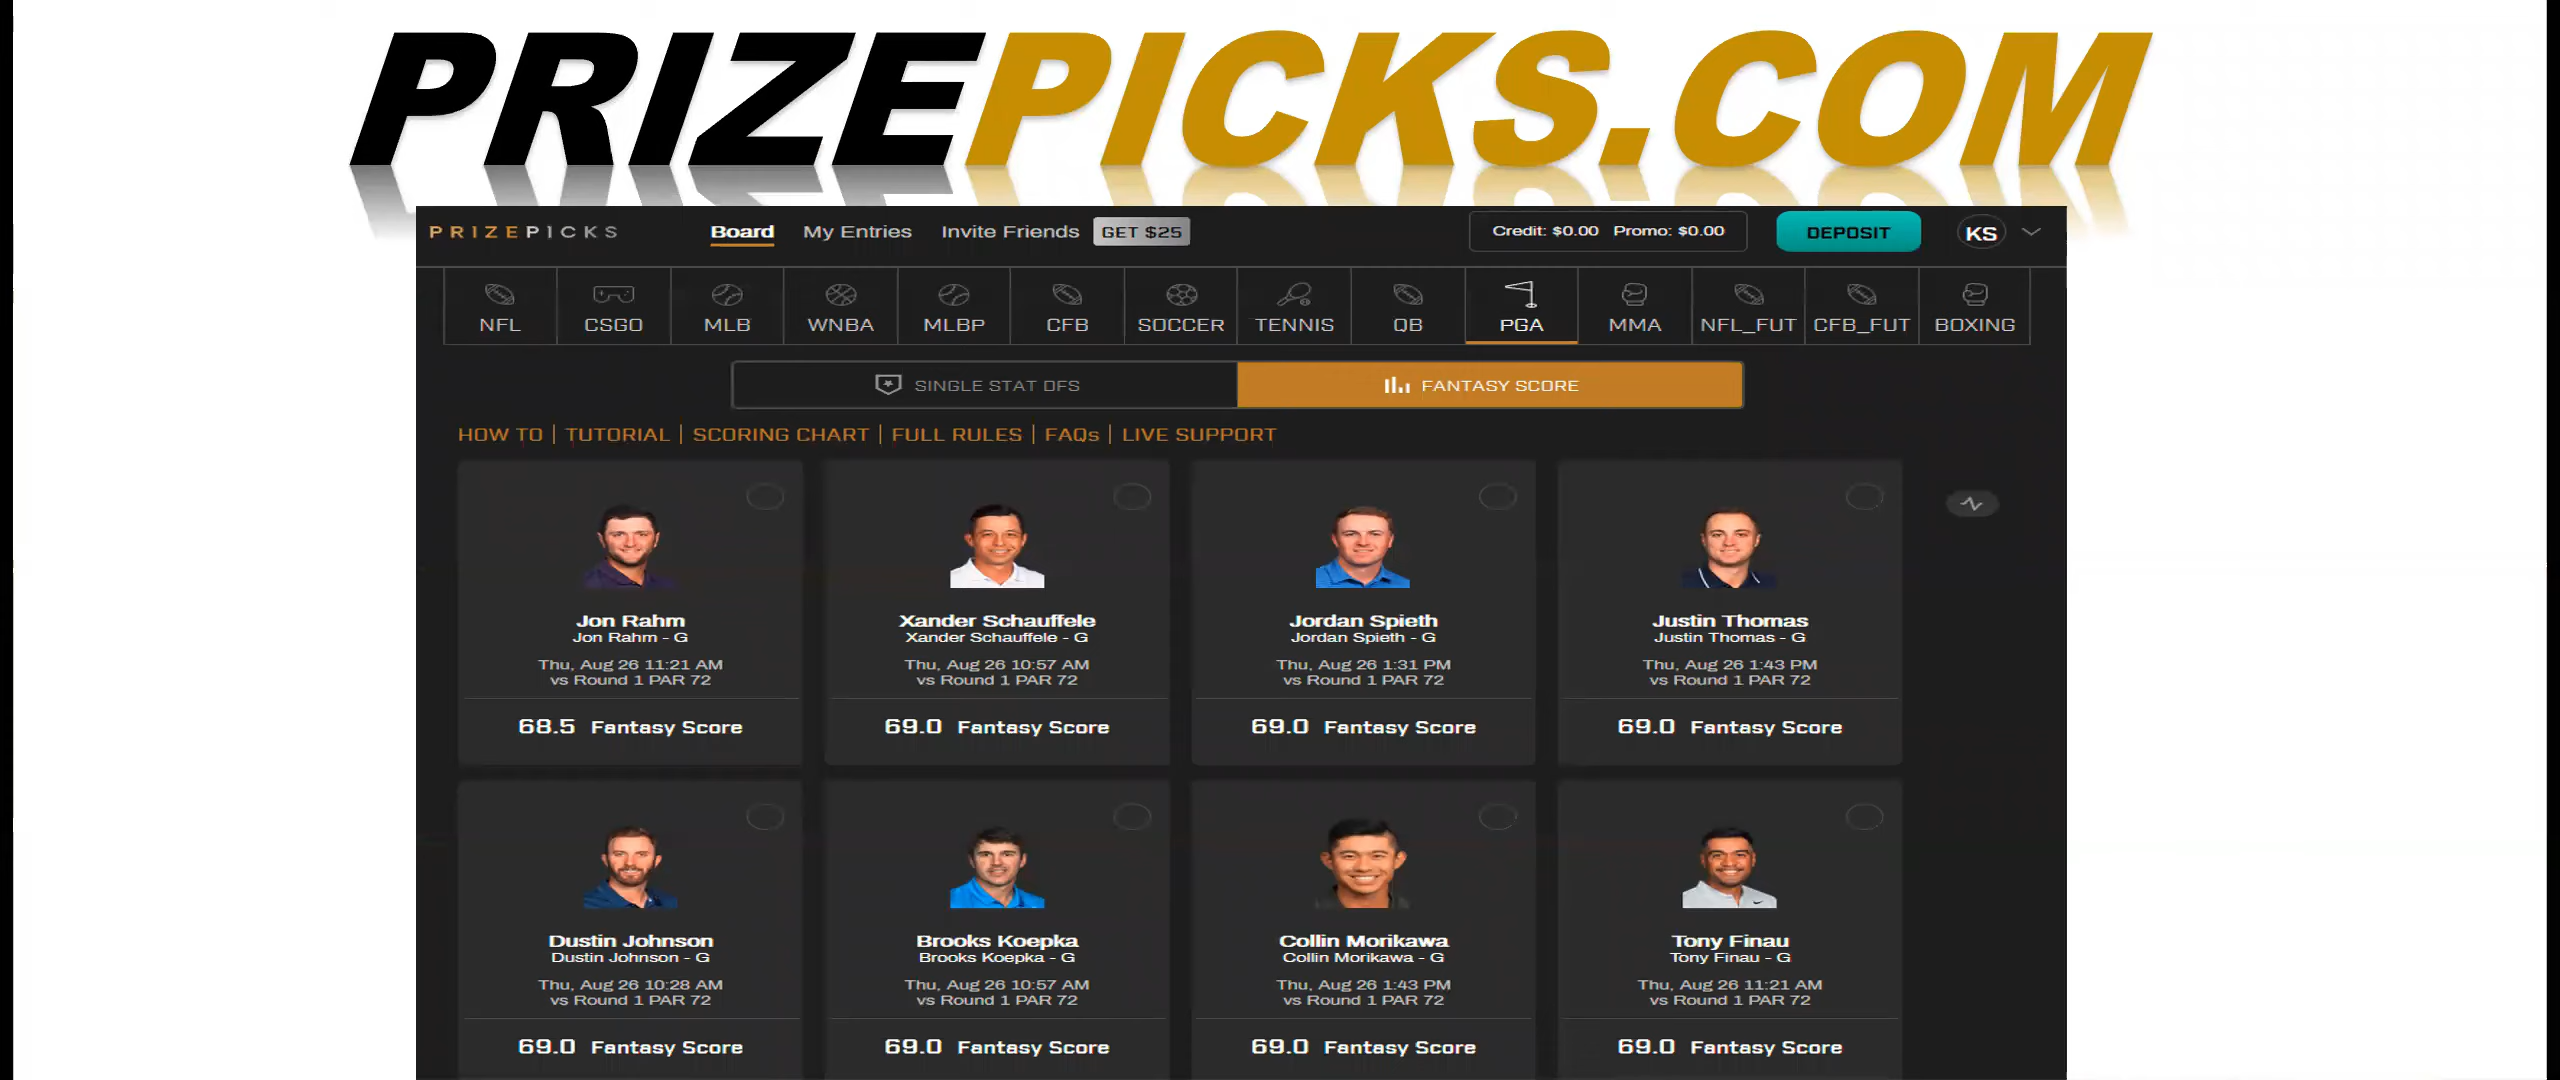 PRIZEPICKS.COM
PRIZEPICKS Board My Entries Invite Friends GET $25 Credit: $0.00 Promo: $0.00 DEPOSIT KS
NFL CSGO MLB WNBA MLBP CFB SOCCER TENNIS QB PGA MMA NFL_FUT CFB_FUT BOXING
SINGLE STAT DFS FANTASY SCORE
HOW TO | TUTORIAL | SCORING CHART | FULL RULES | FAQs | LIVE SUPPORT
Jon Rahm
Jon Rahm - G
Thu, Aug 26 11:21 AM
vs Round 1 PAR 72
68.5 Fantasy Score
Xander Schauffele
Xander Schauffele - G
Thu, Aug 26 10:57 AM
vs Round 1 PAR 72
69.0 Fantasy Score
Jordan Spieth
Jordan Spieth - G
Thu, Aug 26 1:31 PM
vs Round 1 PAR 72
69.0 Fantasy Score
Justin Thomas
Justin Thomas - G
Thu, Aug 26 1:43 PM
vs Round 1 PAR 72
69.0 Fantasy Score
Dustin Johnson
Dustin Johnson - G
Thu, Aug 26 10:28 AM
vs Round 1 PAR 72
69.0 Fantasy Score
Brooks Koepka
Brooks Koepka - G
Thu, Aug 26 10:57 AM
vs Round 1 PAR 72
69.0 Fantasy Score
Collin Morikawa
Collin Morikawa - G
Thu, Aug 26 1:43 PM
vs Round 1 PAR 72
69.0 Fantasy Score
Tony Finau
Tony Finau - G
Thu, Aug 26 11:21 AM
vs Round 1 PAR 72
69.0 Fantasy Score